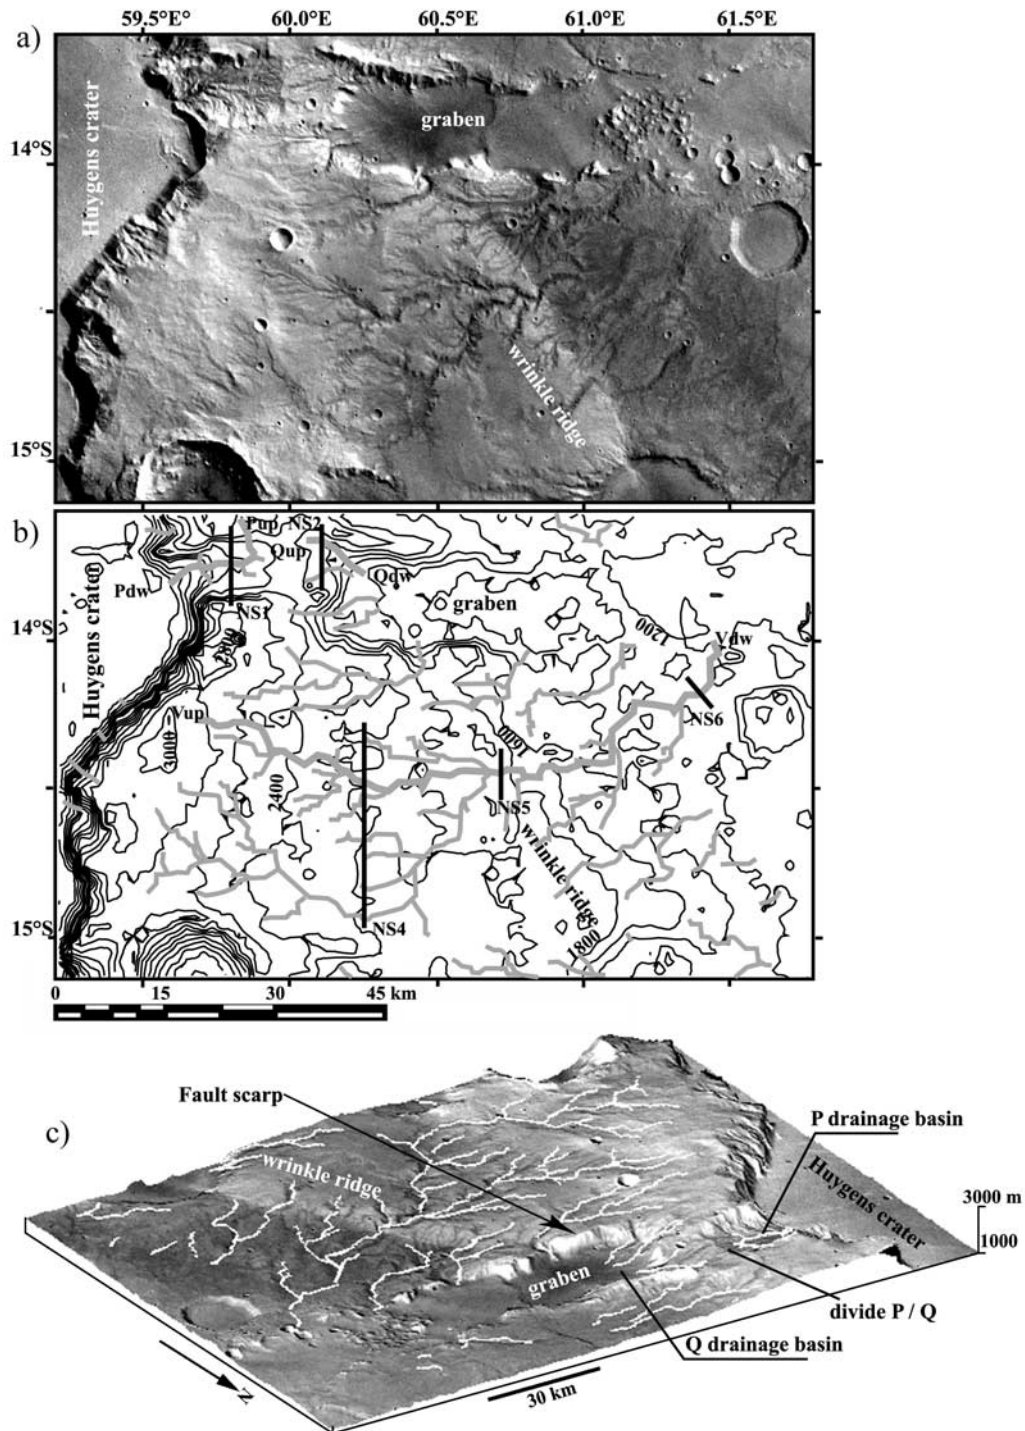 59.5°E° 60.0°E° 60.5°E° 61.0°E° 61.5°E°
a)
Huygens crater
graben
14°S
wrinkle ridge
15°S
b)
Pup NS2
Qup
Pdw
Qdw
Huygens crater
NS1
graben
14°S
2800
1200
Vdw
Vup
NS6
3000
1600
2400
NS5
wrinkle ridge
NS4
15°S
1800
0 15 30 45 km
Fault scarp
c)
P drainage basin
wrinkle ridge
Huygens crater
3000 m
1000
graben
divide P / Q
Q drainage basin
N
30 km